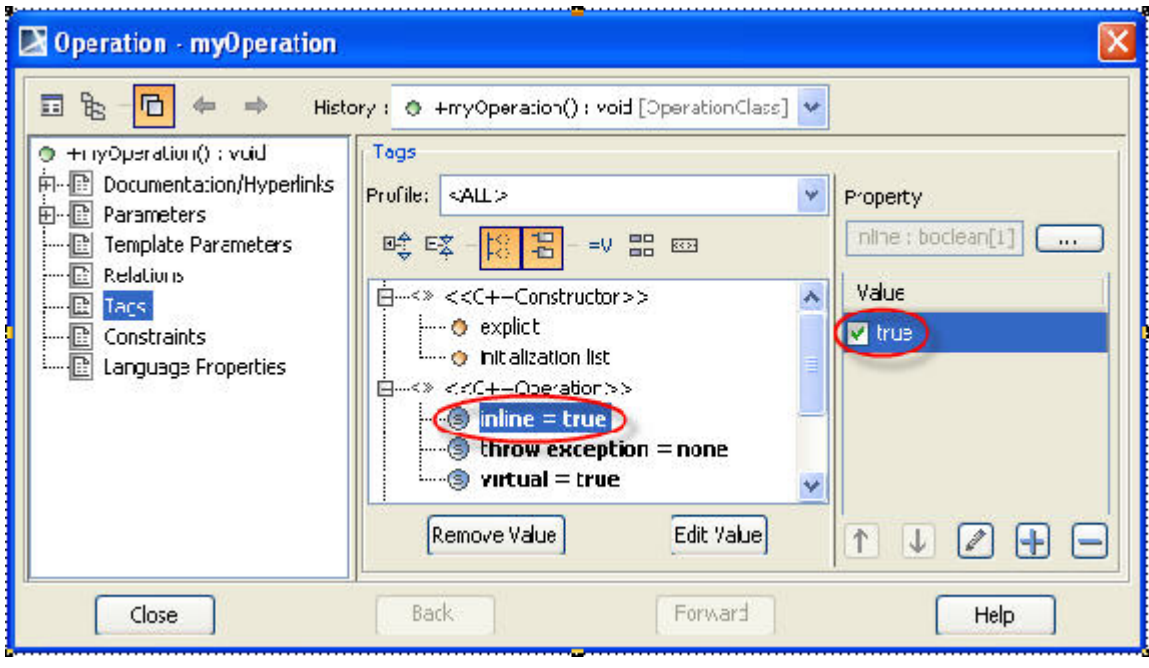 Operation - myOperation
History : +myOperation() : void [OperationClass]
+myOperation() : void
Documentation/Hyperlinks
Parameters
Template Parameters
Relations
Tags
Constraints
Language Properties
Tags
Profile: <ALL>
=V
<<C++Constructor>>
explict
initialization list
<<C++Operation>>
inline = true
throw exception = none
virtual = true
Remove Value
Edit Value
Property
inline : boolean[1]
...
Value
true
Close
Back
Forward
Help